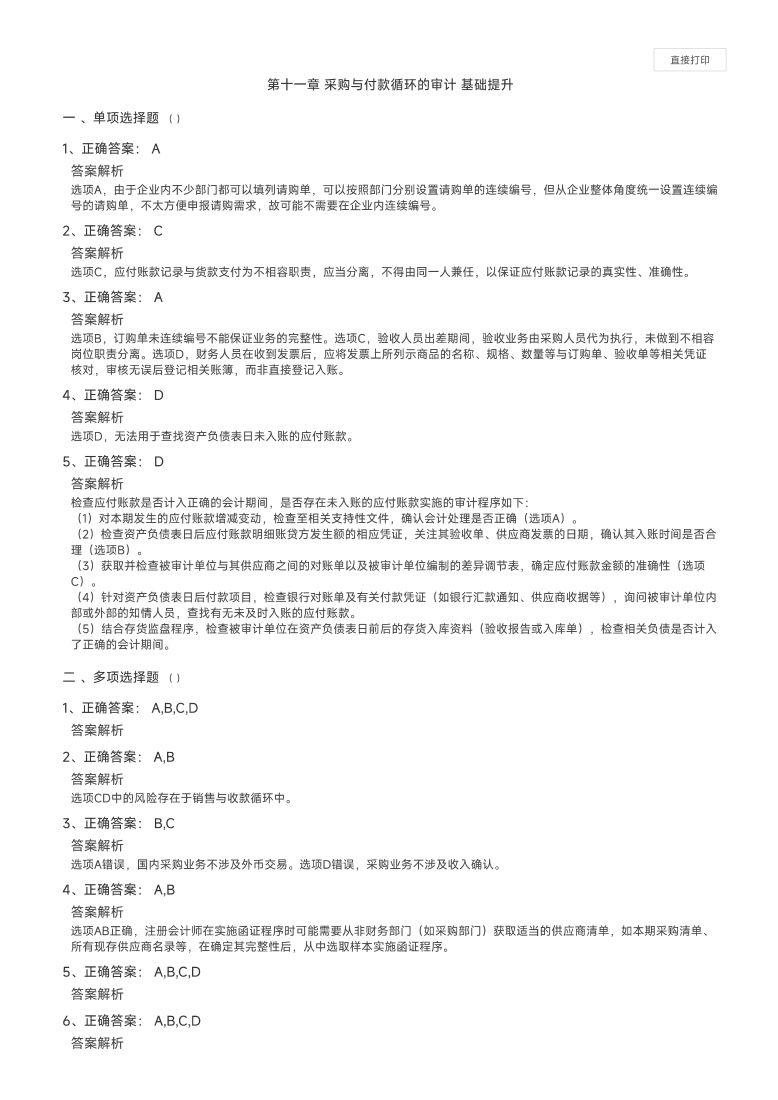 直接打印
第十一章 采购与付款循环的审计 基础提升
一 、单项选择题 （ ）
1、正确答案： A
答案解析
选项A，由于企业内不少部门都可以填列请购单，可以按照部门分别设置请购单的连续编号，但从企业整体角度统一设置连续编
号的请购单，不太方便申报请购需求，故可能不需要在企业内连续编号。
2、正确答案： C
答案解析
选项C，应付账款记录与货款支付为不相容职责，应当分离，不得由同一人兼任，以保证应付账款记录的真实性、准确性。
3、正确答案： A
答案解析
选项B，订购单未连续编号不能保证业务的完整性。选项C，验收人员出差期间，验收业务由采购人员代为执行，未做到不相容
岗位职责分离。选项D，财务人员在收到发票后，应将发票上所列示商品的名称、规格、数量等与订购单、验收单等相关凭证
核对，审核无误后登记相关账簿，而非直接登记入账。
4、正确答案： D
答案解析
选项D，无法用于查找资产负债表日未入账的应付账款。
5、正确答案： D
答案解析
检查应付账款是否计入正确的会计期间，是否存在未入账的应付账款实施的审计程序如下：
（1）对本期发生的应付账款增减变动，检查至相关支持性文件，确认会计处理是否正确（选项A）。
（2）检查资产负债表日后应付账款明细账贷方发生额的相应凭证，关注其验收单、供应商发票的日期，确认其入账时间是否合
理（选项B）。
（3）获取并检查被审计单位与其供应商之间的对账单以及被审计单位编制的差异调节表，确定应付账款金额的准确性（选项
C）。
（4）针对资产负债表日后付款项目，检查银行对账单及有关付款凭证（如银行汇款通知、供应商收据等），询问被审计单位内
部或外部的知情人员，查找有无未及时入账的应付账款。
（5）结合存货监盘程序，检查被审计单位在资产负债表日前后的存货入库资料（验收报告或入库单），检查相关负债是否计入
了正确的会计期间。
二 、多项选择题 （ ）
1、正确答案： A,B,C,D
答案解析
2、正确答案： A,B
答案解析
选项CD中的风险存在于销售与收款循环中。
3、正确答案： B,C
答案解析
选项A错误，国内采购业务不涉及外币交易。选项D错误，采购业务不涉及收入确认。
4、正确答案： A,B
答案解析
选项AB正确，注册会计师在实施函证程序时可能需要从非财务部门（如采购部门）获取适当的供应商清单，如本期采购清单、
所有现存供应商名录等，在确定其完整性后，从中选取样本实施函证程序。
5、正确答案： A,B,C,D
答案解析
6、正确答案： A,B,C,D
答案解析